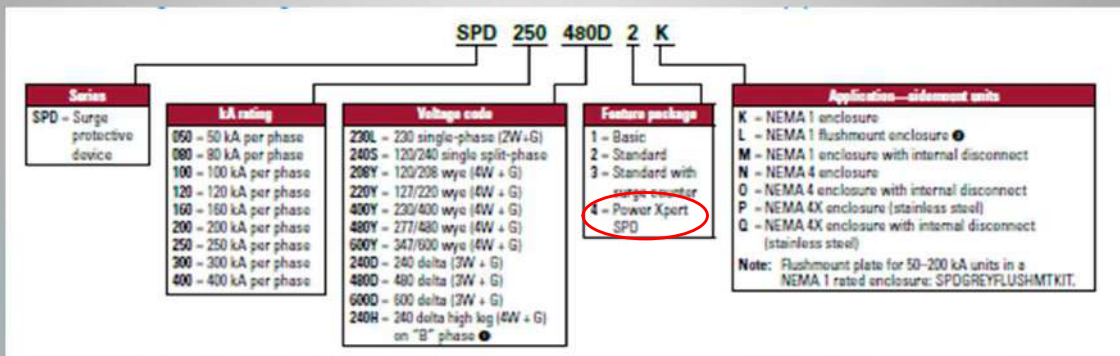 SPD 250 480D 2 K
Series
SPD – Surge
protective
device
kA rating
050 – 50 kA per phase
080 – 80 kA per phase
100 – 100 kA per phase
120 – 120 kA per phase
160 – 160 kA per phase
200 – 200 kA per phase
250 – 250 kA per phase
300 – 300 kA per phase
400 – 400 kA per phase
Voltage code
230L – 230 single-phase (2W+G)
240S – 120/240 single split-phase
208Y – 120/208 wye (4W + G)
220Y – 127/220 wye (4W + G)
400Y – 230/400 wye (4W + G)
480Y – 277/480 wye (4W + G)
600Y – 347/600 wye (4W + G)
240D – 240 delta (3W + G)
480D – 480 delta (3W + G)
600D – 600 delta (3W + G)
240H – 240 delta high leg (4W + G)
on "B" phase ❶
Feature package
1 – Basic
2 – Standard
3 – Standard with
surge counter
4 – Power Xpert
SPD
Application—sidemount units
K – NEMA 1 enclosure
L – NEMA 1 flushmount enclosure ❷
M – NEMA 1 enclosure with internal disconnect
N – NEMA 4 enclosure
O – NEMA 4 enclosure with internal disconnect
P – NEMA 4X enclosure (stainless steel)
Q – NEMA 4X enclosure with internal disconnect
(stainless steel)
Note: Flushmount plate for 50–200 kA units in a
NEMA 1 rated enclosure: SPDGREYFLUSHMTKIT.